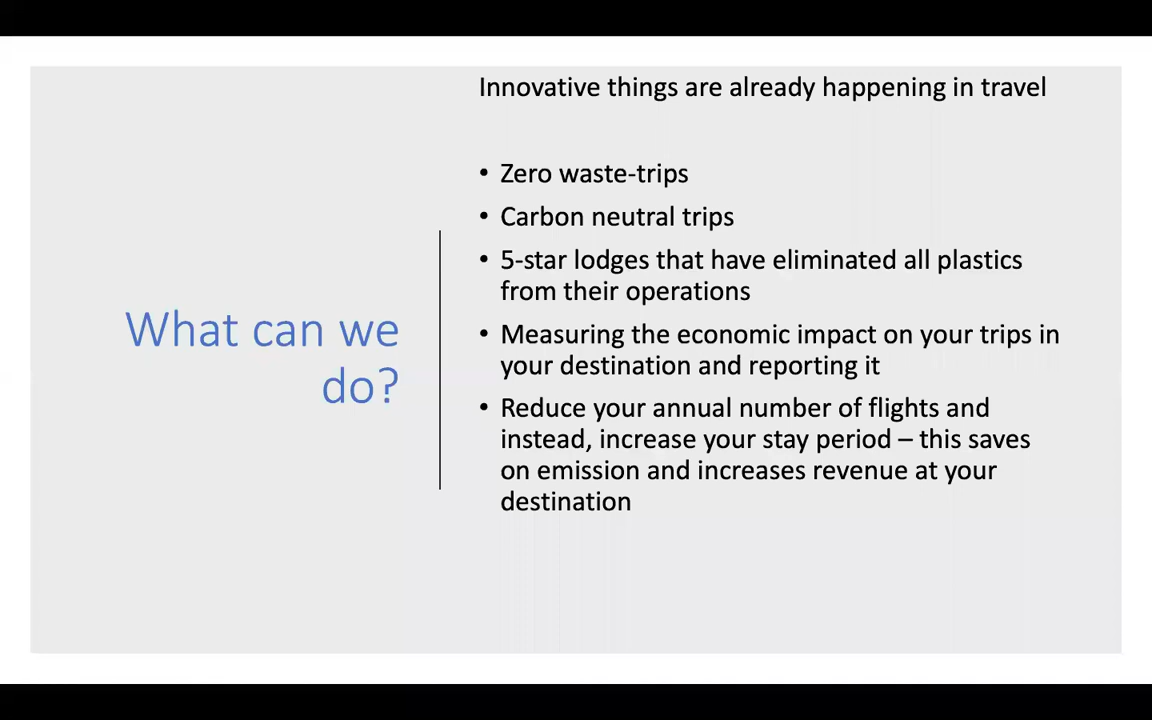 What can we
do?
Innovative things are already happening in travel
• Zero waste-trips
• Carbon neutral trips
• 5-star lodges that have eliminated all plastics
from their operations
• Measuring the economic impact on your trips in
your destination and reporting it
• Reduce your annual number of flights and
instead, increase your stay period – this saves
on emission and increases revenue at your
destination